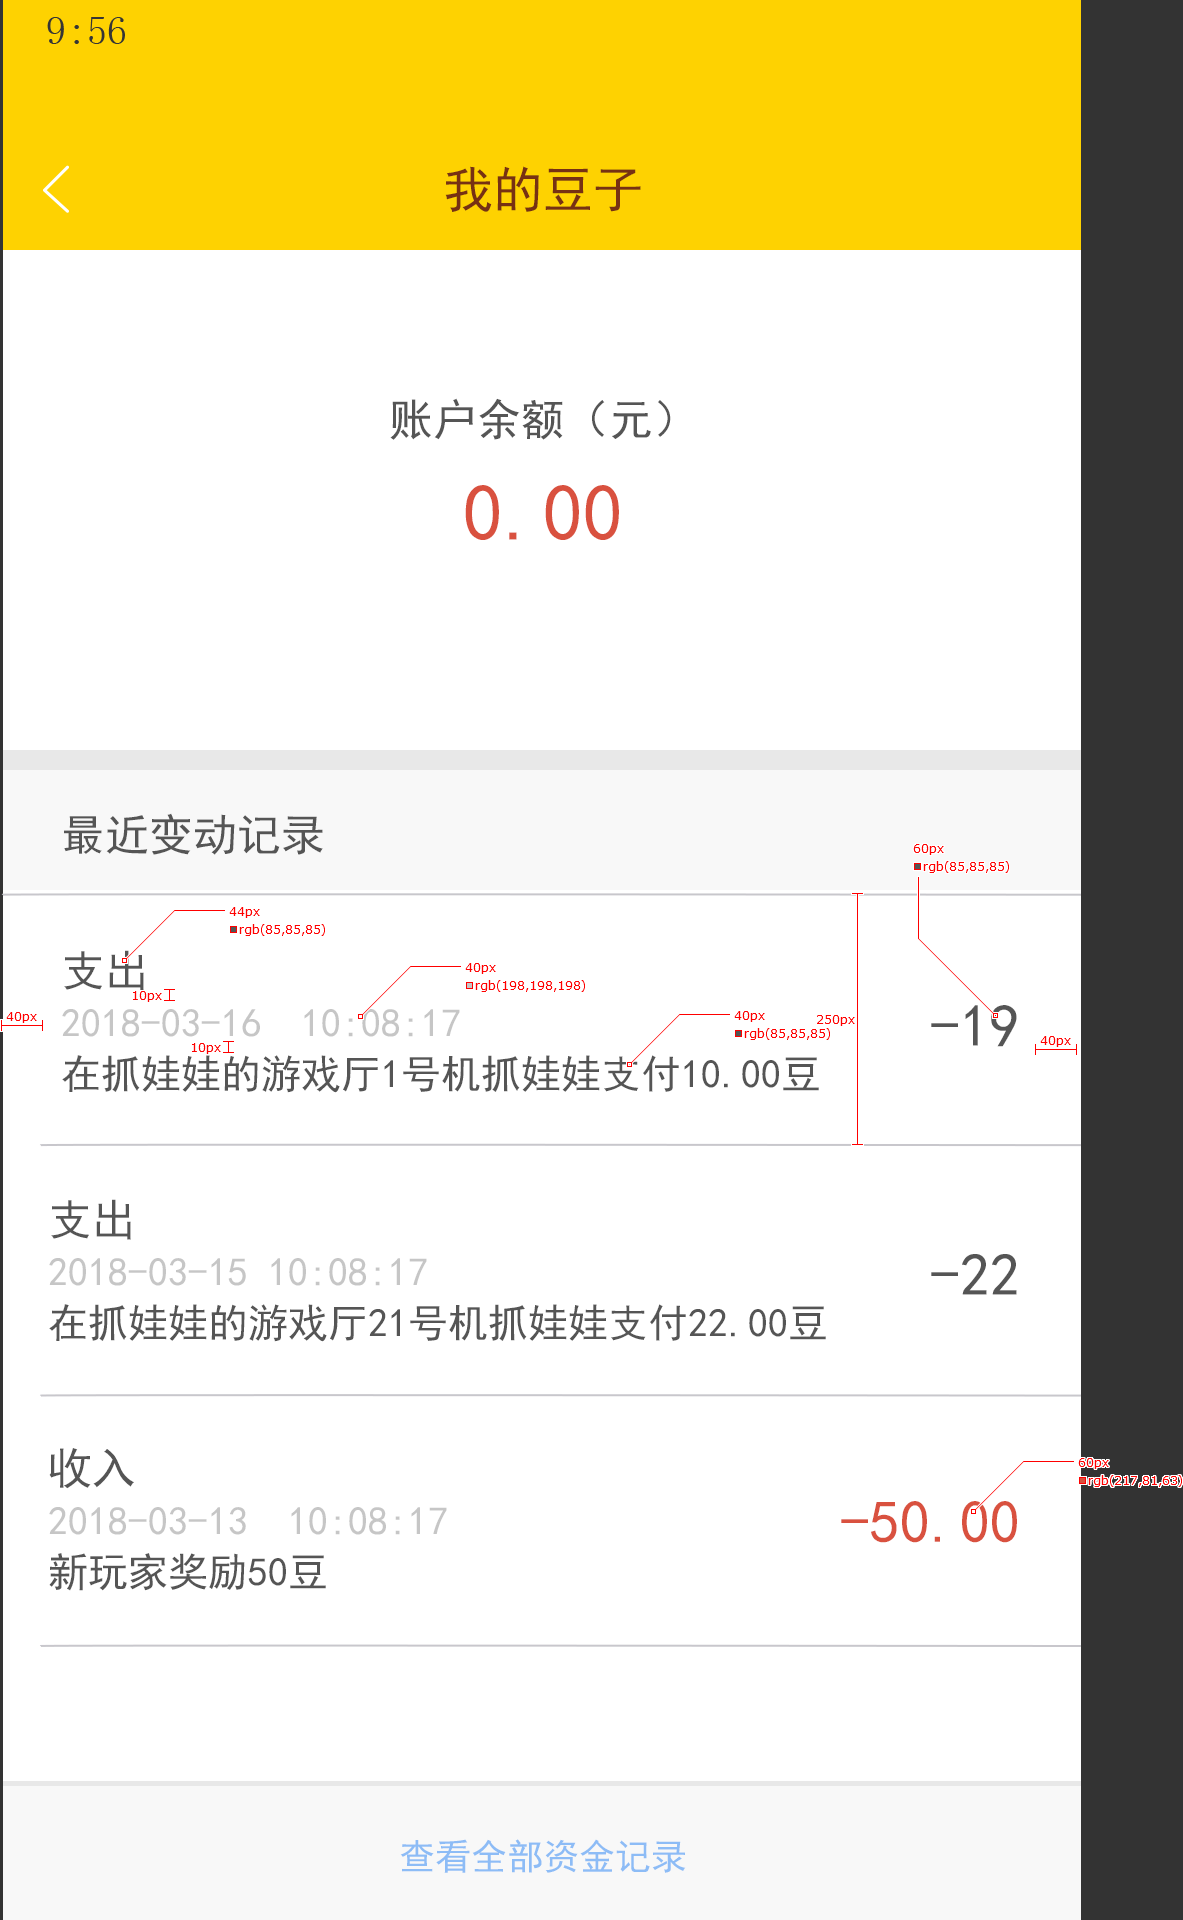 9:56
我的豆子
账户余额（元）
0.00
最近变动记录
60px
rgb(85,85,85)
44px
rgb(85,85,85)
支出
10px
40px
rgb(198,198,198)
40px
2018-03-16 10:08:17
40px
rgb(85,85,85)
250px
-19
40px
10px
在抓娃娃的游戏厅1号机抓娃娃支付10.00豆
支出
2018-03-15 10:08:17
-22
在抓娃娃的游戏厅21号机抓娃娃支付22.00豆
收入
60px
rgb(217,81,63)
2018-03-13 10:08:17
-50.00
新玩家奖励50豆
查看全部资金记录